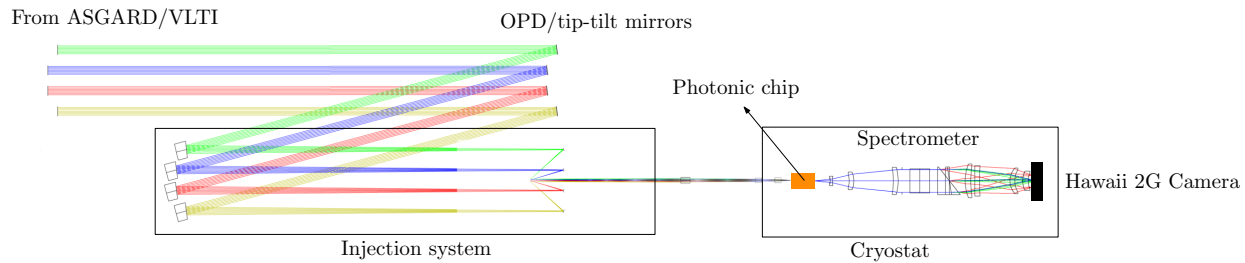 From ASGARD/VLTI
OPD/tip-tilt mirrors
Photonic chip
Spectrometer
Hawaii 2G Camera
Injection system
Cryostat